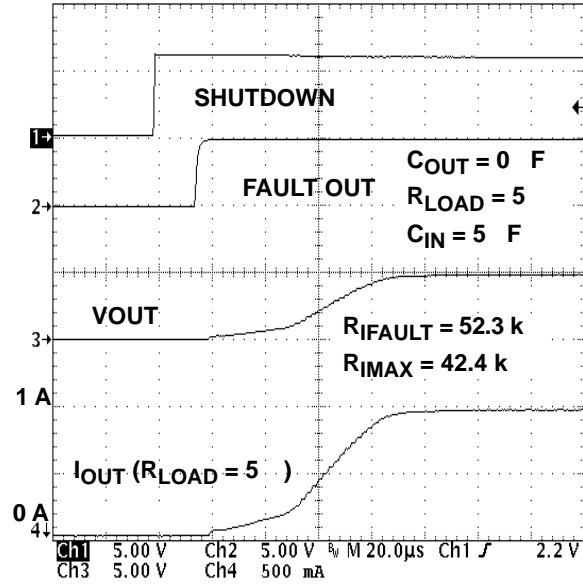 SHUTDOWN
1
FAULT OUT
COUT = 0 F
RLOAD = 5
CIN = 5 F
2
VOUT
3
RIFAULT = 52.3 k
RIMAX = 42.4 k
1 A
IOUT (RLOAD = 5 )
0 A
4
Ch1 5.00 V Ch2 5.00 V BW M 20.0µs Ch1 2.2 V
Ch3 5.00 V Ch4 500 mA